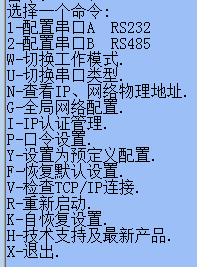 选择一个命令:
1-配置串口A  RS232
2-配置串口B  RS485
W-切换工作模式.
U-切换串口类型.
N-查看IP、网络物理地址.
G-全局网络配置.
I-IP认证管理.
P-口令设置.
Y-设置为预定义配置.
F-恢复默认设置.
V-检查TCP/IP连接.
R-重新启动.
K-自恢复设置.
H-技术支持及最新产品.
X-退出.